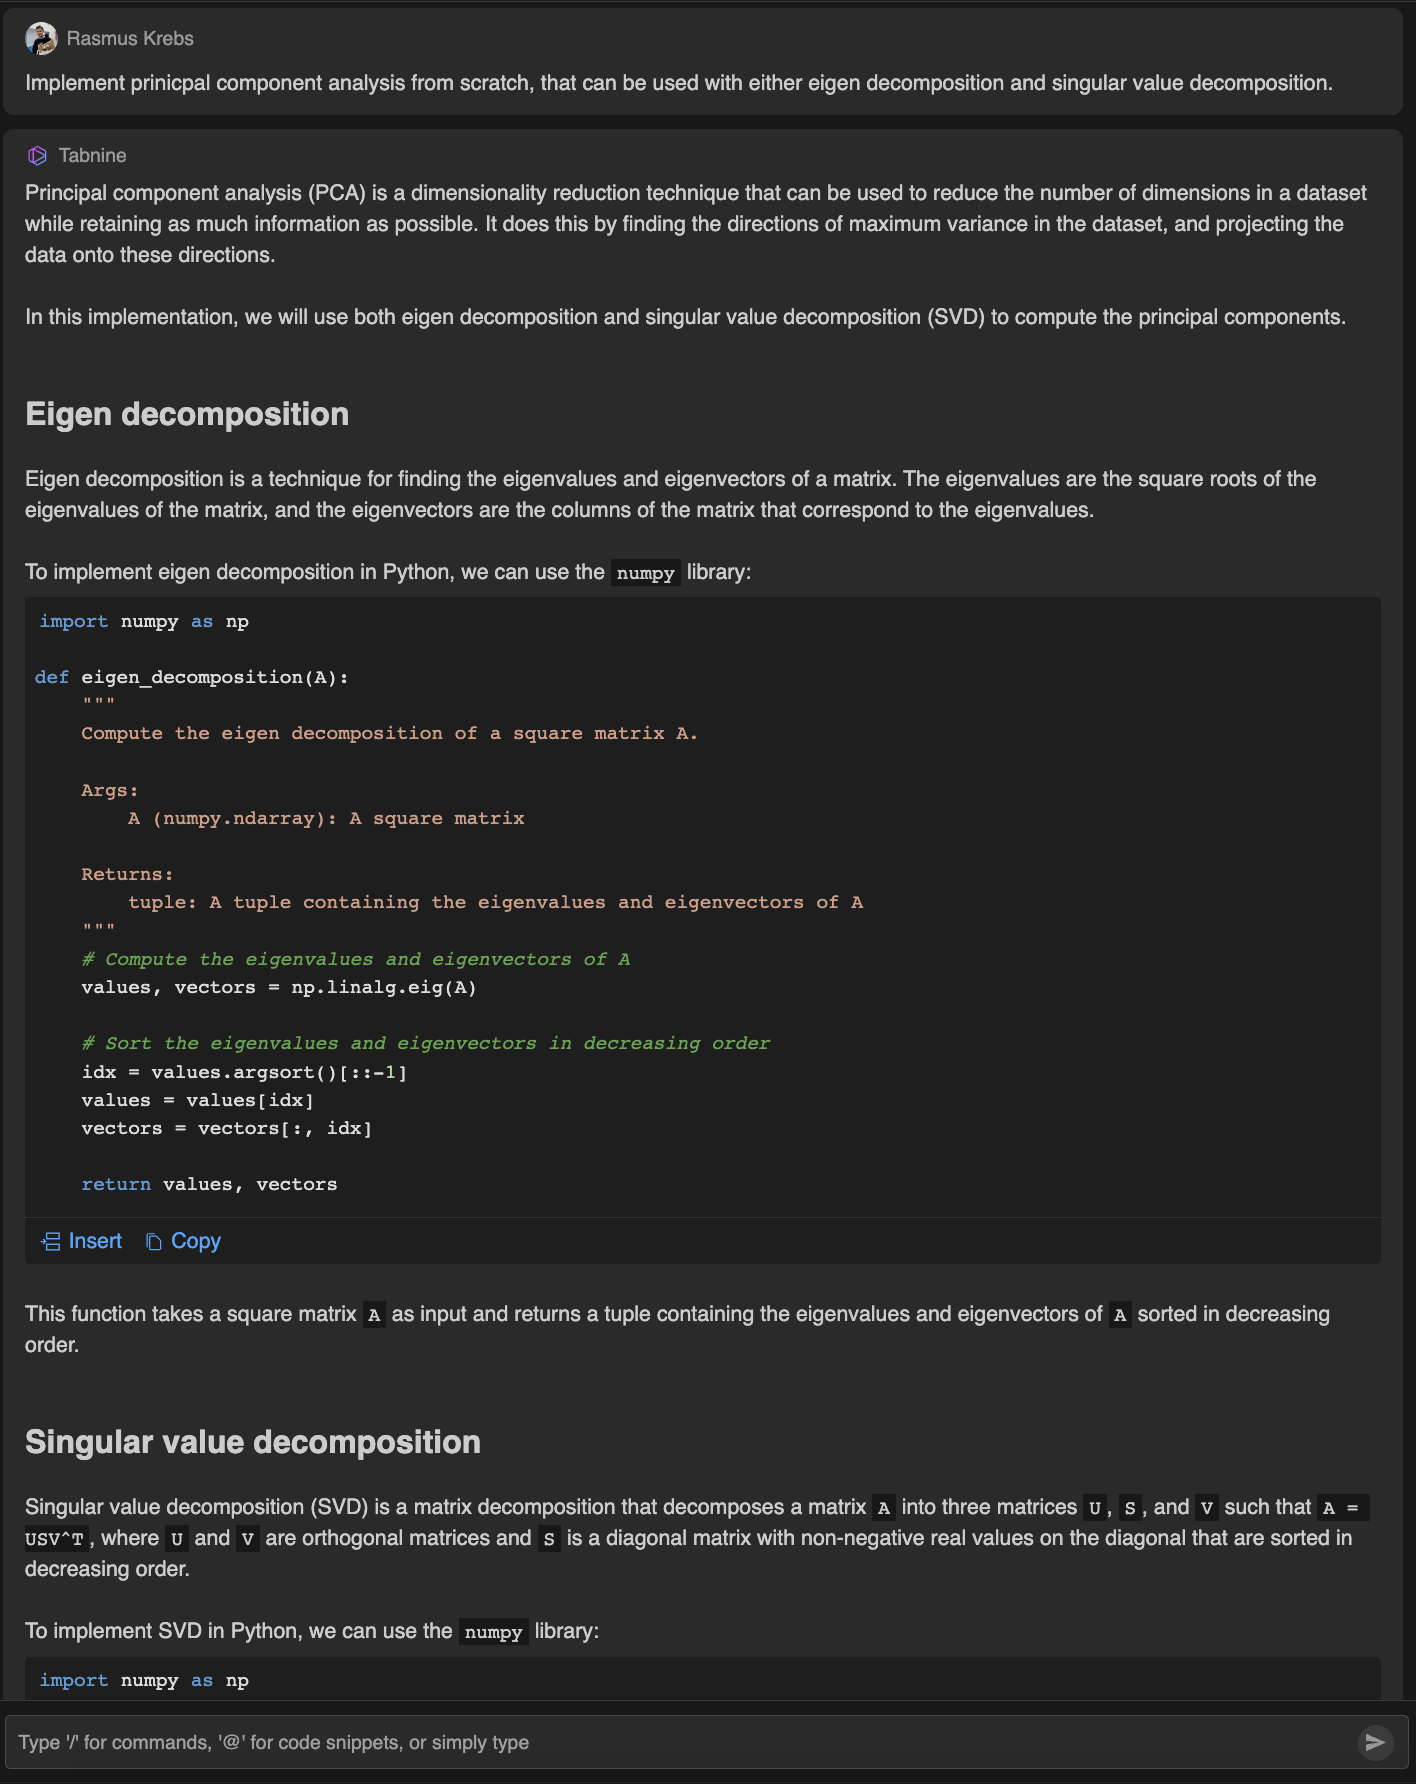 Rasmus Krebs
Implement prinicpal component analysis from scratch, that can be used with either eigen decomposition and singular value decomposition.
Tabnine
Principal component analysis (PCA) is a dimensionality reduction technique that can be used to reduce the number of dimensions in a dataset
while retaining as much information as possible. It does this by finding the directions of maximum variance in the dataset, and projecting the
data onto these directions.
In this implementation, we will use both eigen decomposition and singular value decomposition (SVD) to compute the principal components.
Eigen decomposition
Eigen decomposition is a technique for finding the eigenvalues and eigenvectors of a matrix. The eigenvalues are the square roots of the
eigenvalues of the matrix, and the eigenvectors are the columns of the matrix that correspond to the eigenvalues.
To implement eigen decomposition in Python, we can use the numpy library:
import numpy as np
def eigen_decomposition(A):
"""
Compute the eigen decomposition of a square matrix A.
Args:
A (numpy.ndarray): A square matrix
Returns:
tuple: A tuple containing the eigenvalues and eigenvectors of A
"""
# Compute the eigenvalues and eigenvectors of A
values, vectors = np.linalg.eig(A)
# Sort the eigenvalues and eigenvectors in decreasing order
idx = values.argsort()[::-1]
values = values[idx]
vectors = vectors[:, idx]
return values, vectors
Insert Copy
This function takes a square matrix A as input and returns a tuple containing the eigenvalues and eigenvectors of A sorted in decreasing
order.
Singular value decomposition
Singular value decomposition (SVD) is a matrix decomposition that decomposes a matrix A into three matrices U, S, and V such that A =
USV^T, where U and V are orthogonal matrices and S is a diagonal matrix with non-negative real values on the diagonal that are sorted in
decreasing order.
To implement SVD in Python, we can use the numpy library:
import numpy as np
Type '/' for commands, '@' for code snippets, or simply type